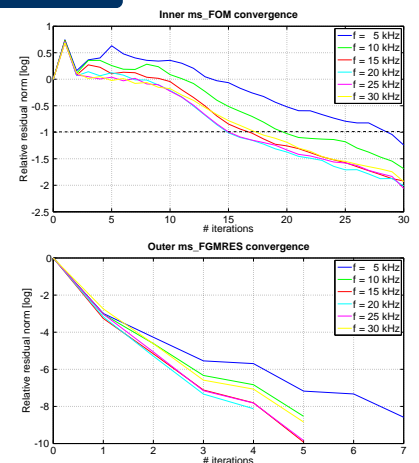 Inner ms_FOM convergence
1
0.5
0
-0.5
-1
-1.5
-2
-2.5
Relative residual norm [log]
f = 5 kHz
f = 10 kHz
f = 15 kHz
f = 20 kHz
f = 25 kHz
f = 30 kHz
0 5 10 15 20 25 30
# iterations
Outer ms_FGMRES convergence
0
-2
-4
-6
-8
-10
Relative residual norm [log]
f = 5 kHz
f = 10 kHz
f = 15 kHz
f = 20 kHz
f = 25 kHz
f = 30 kHz
0 1 2 3 4 5 6 7
# iterations